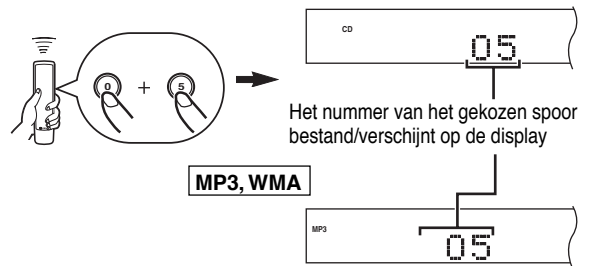 CD
05
0 + 5
Het nummer van het gekozen spoor
bestand/verschijnt op de display
MP3, WMA
MP3
05